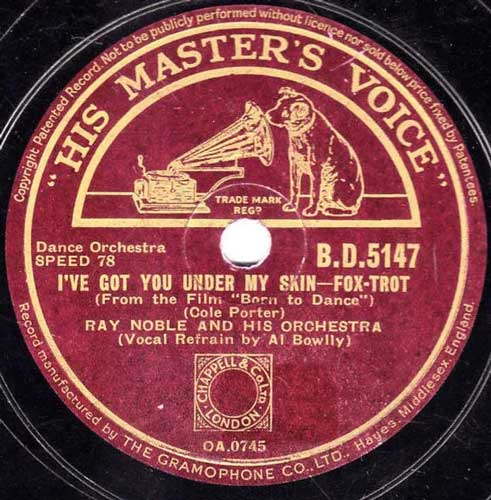 Copyright Patented Record. Not to be publicly performed without licence nor sold below price fixed by Patentees.
"HIS MASTER'S VOICE"
TRADE MARK
REGD
Dance Orchestra
SPEED 78
B.D.5147
I'VE GOT YOU UNDER MY SKIN—FOX-TROT
(From the Film "Born to Dance")
(Cole Porter)
RAY NOBLE AND HIS ORCHESTRA
(Vocal Refrain by Al Bowlly)
CHAPPELL & CO LTD
LONDON
OA.0745
Record manufactured by THE GRAMOPHONE CO., LTD., Hayes, Middlesex, England.